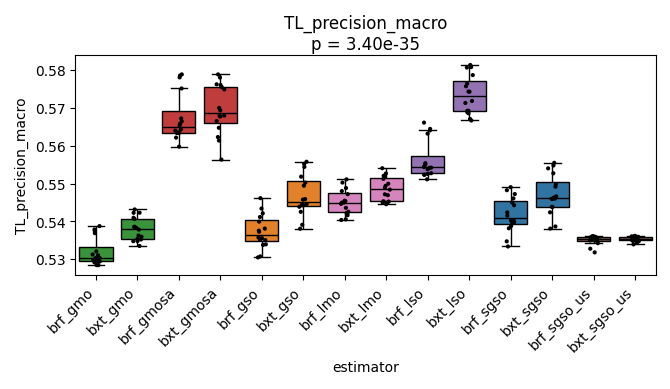 TL_precision_macro
p = 3.40e-35
TL_precision_macro
0.58
0.57
0.56
0.55
0.54
0.53
brf_gmo
bxt_gmo
brf_gmosa
bxt_gmosa
brf_gso
bxt_gso
brf_lmo
bxt_lmo
brf_lso
bxt_lso
brf_sgso
bxt_sgso
brf_sgso_us
bxt_sgso_us
estimator